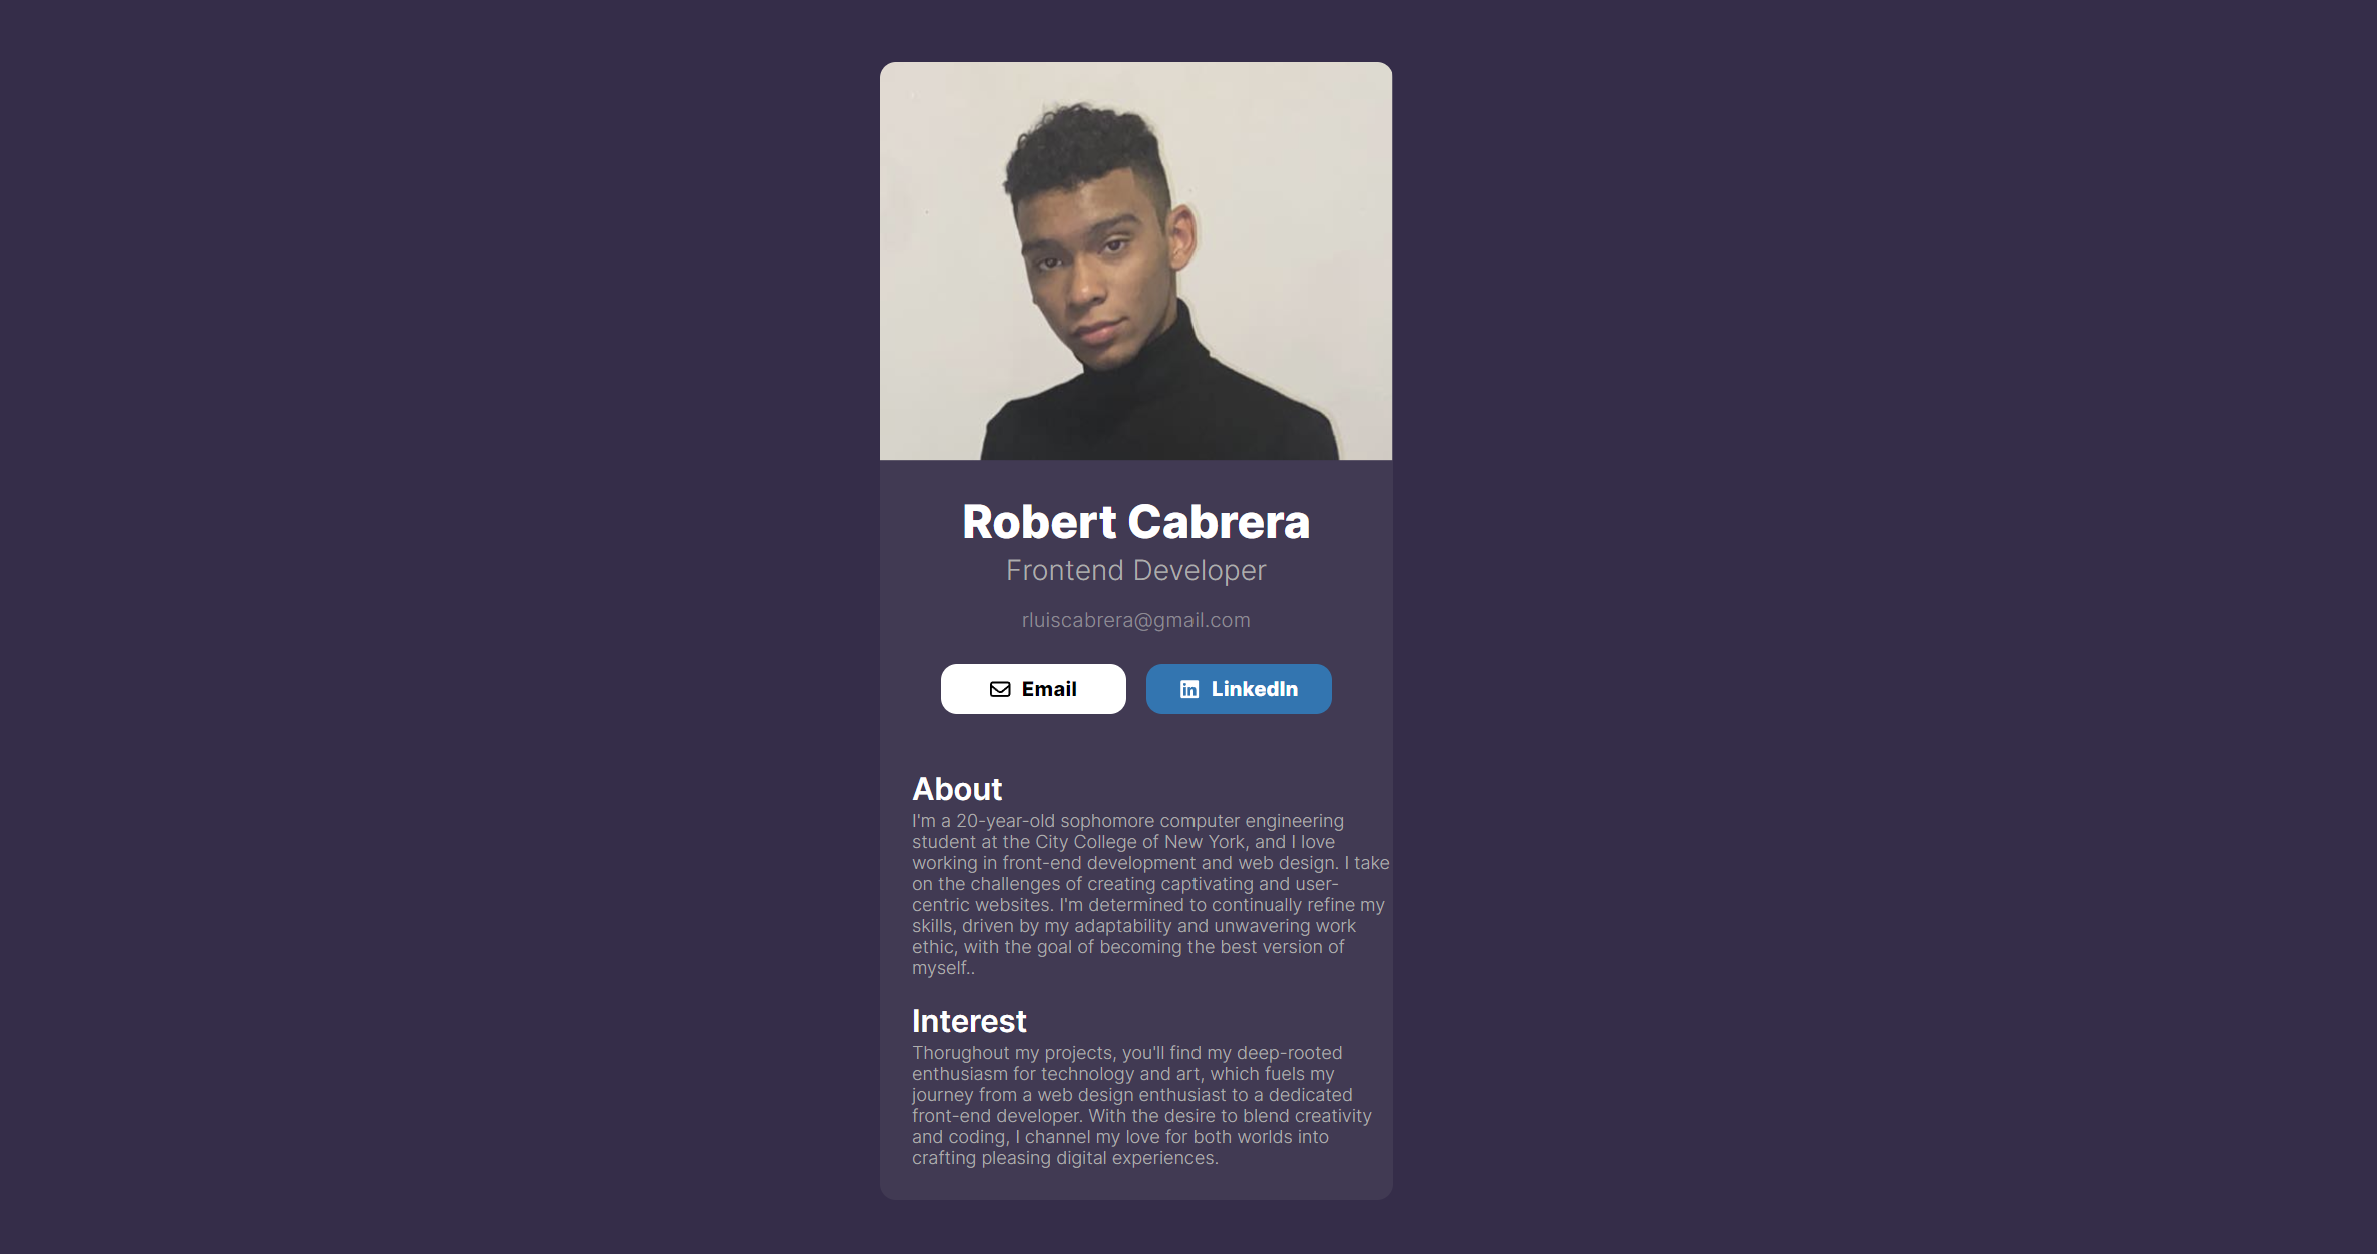 Robert Cabrera
Frontend Developer
rluiscabrera@gmail.com
Email
LinkedIn
About
I'm a 20-year-old sophomore computer engineering
student at the City College of New York, and I love
working in front-end development and web design. I take
on the challenges of creating captivating and user-
centric websites. I'm determined to continually refine my
skills, driven by my adaptability and unwavering work
ethic, with the goal of becoming the best version of
myself..
Interest
Thorughout my projects, you'll find my deep-rooted
enthusiasm for technology and art, which fuels my
journey from a web design enthusiast to a dedicated
front-end developer. With the desire to blend creativity
and coding, I channel my love for both worlds into
crafting pleasing digital experiences.